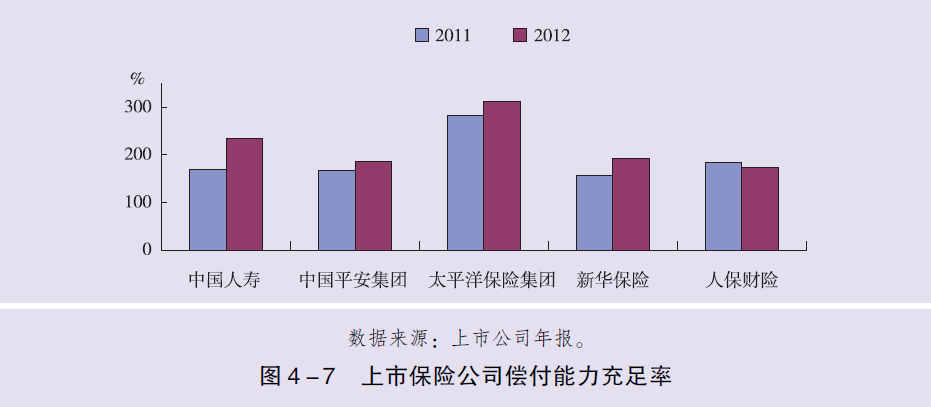 2011 2012
%
300
200
100
0
中国人寿 中国平安集团 太平洋保险集团 新华保险 人保财险
数据来源：上市公司年报。
图 4-7 上市保险公司偿付能力充足率